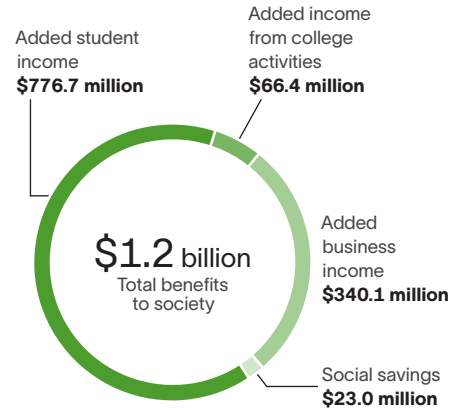 Added student
income
$776.7 million
Added income
from college
activities
$66.4 million
$1.2 billion
Total benefits
to society
Added
business
income
$340.1 million
Social savings
$23.0 million